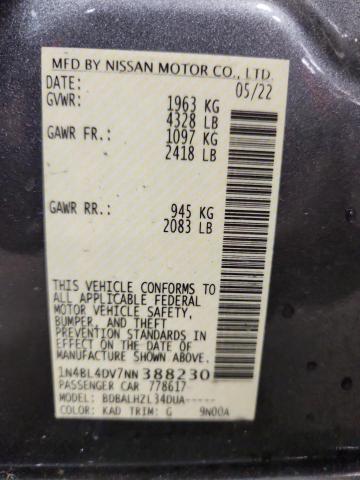 MFD BY NISSAN MOTOR CO., LTD.
DATE: 05/22
GVWR: 1963 KG
4328 LB
GAWR FR.: 1097 KG
2418 LB
GAWR RR.: 945 KG
2083 LB
THIS VEHICLE CONFORMS TO
ALL APPLICABLE FEDERAL
MOTOR VEHICLE SAFETY,
BUMPER, AND THEFT
PREVENTION STANDARDS IN
EFFECT ON THE DATE OF
MANUFACTURE SHOWN ABOVE.
1N4BL4DV7NN388230
PASSENGER CAR 778617
MODEL: BDBALHZL34DUA-----
COLOR: KAD TRIM: G 9N00A